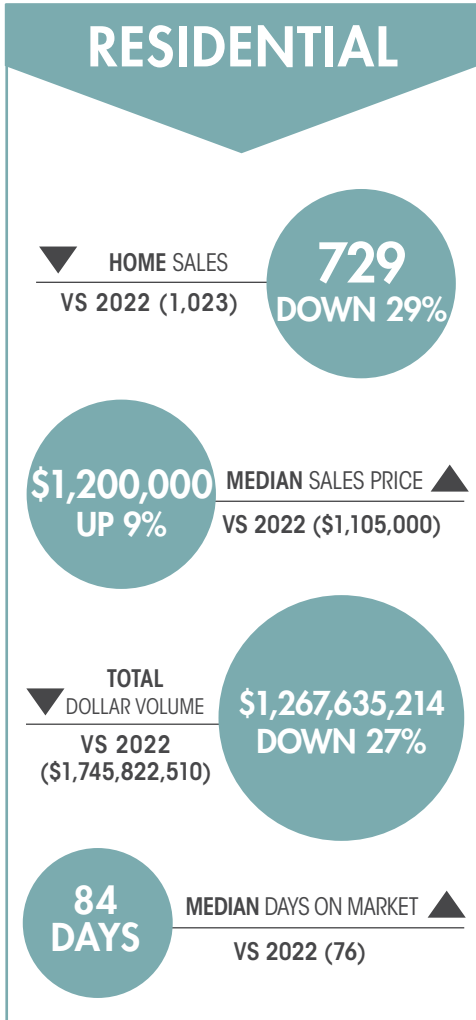 RESIDENTIAL
HOME SALES
VS 2022 (1,023)
729
DOWN 29%
$1,200,000
UP 9%
MEDIAN SALES PRICE
VS 2022 ($1,105,000)
TOTAL
DOLLAR VOLUME
VS 2022
($1,745,822,510)
$1,267,635,214
DOWN 27%
84
DAYS
MEDIAN DAYS ON MARKET
VS 2022 (76)